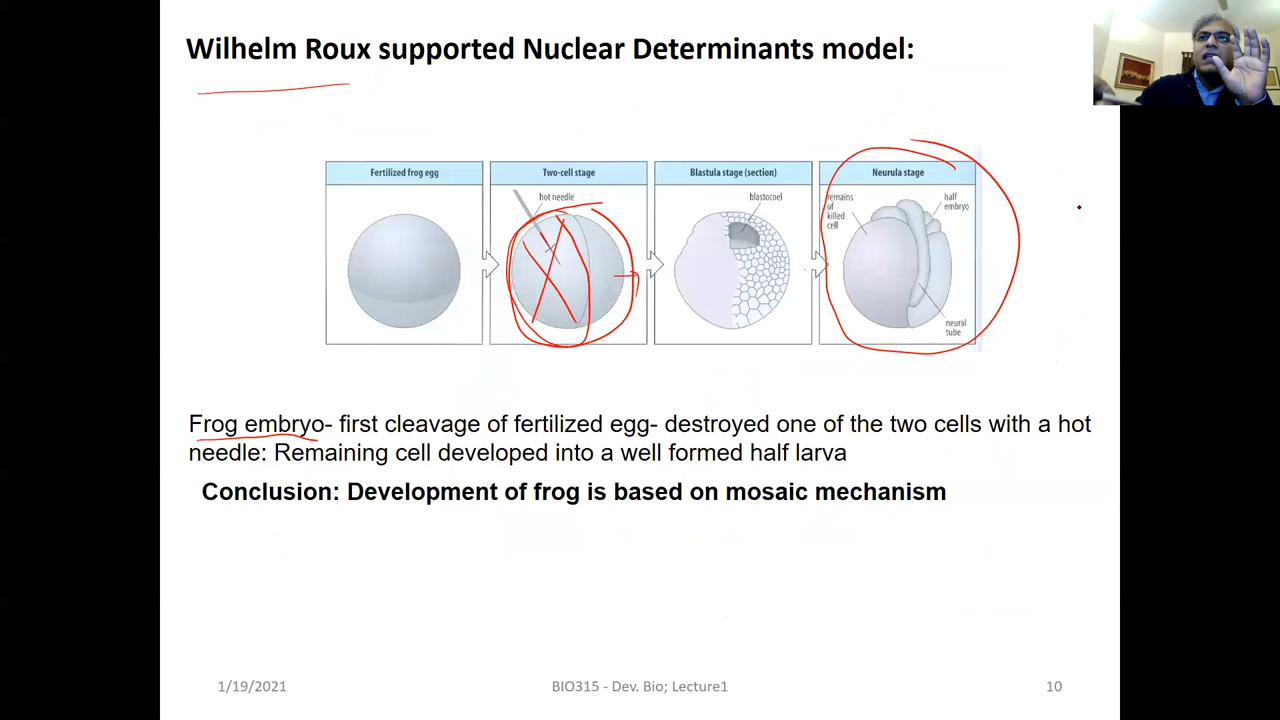 Wilhelm Roux supported Nuclear Determinants model:
Fertilized frog egg
Two-cell stage
Blastula stage (section)
Neurula stage
hot needle
blastocoel
remains
of
killed
cell
half
embryo
neural
tube
Frog embryo- first cleavage of fertilized egg- destroyed one of the two cells with a hot
needle: Remaining cell developed into a well formed half larva
Conclusion: Development of frog is based on mosaic mechanism
1/19/2021
BIO315 - Dev. Bio; Lecture1
10